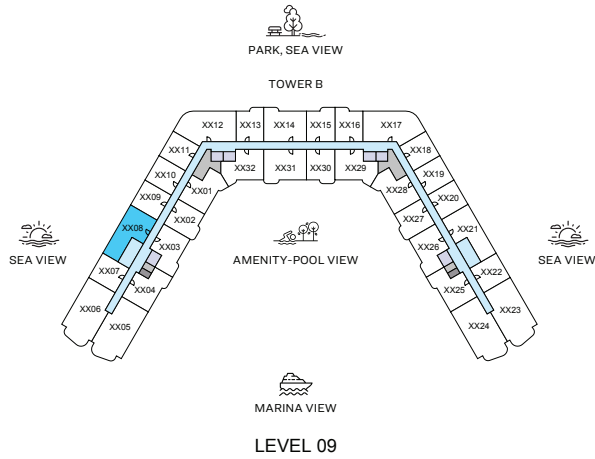 PARK, SEA VIEW
TOWER B
XX12 XX13 XX14 XX15 XX16 XX17
XX11 XX18
XX32 XX31 XX30 XX29
XX10 XX01 XX28 XX19
XX09 XX27 XX20
XX02
XX08 XX21
XX03 XX26
SEA VIEW AMENITY-POOL VIEW SEA VIEW
XX07 XX04 XX25 XX22
XX06 XX23
XX05 XX24
MARINA VIEW
LEVEL 09